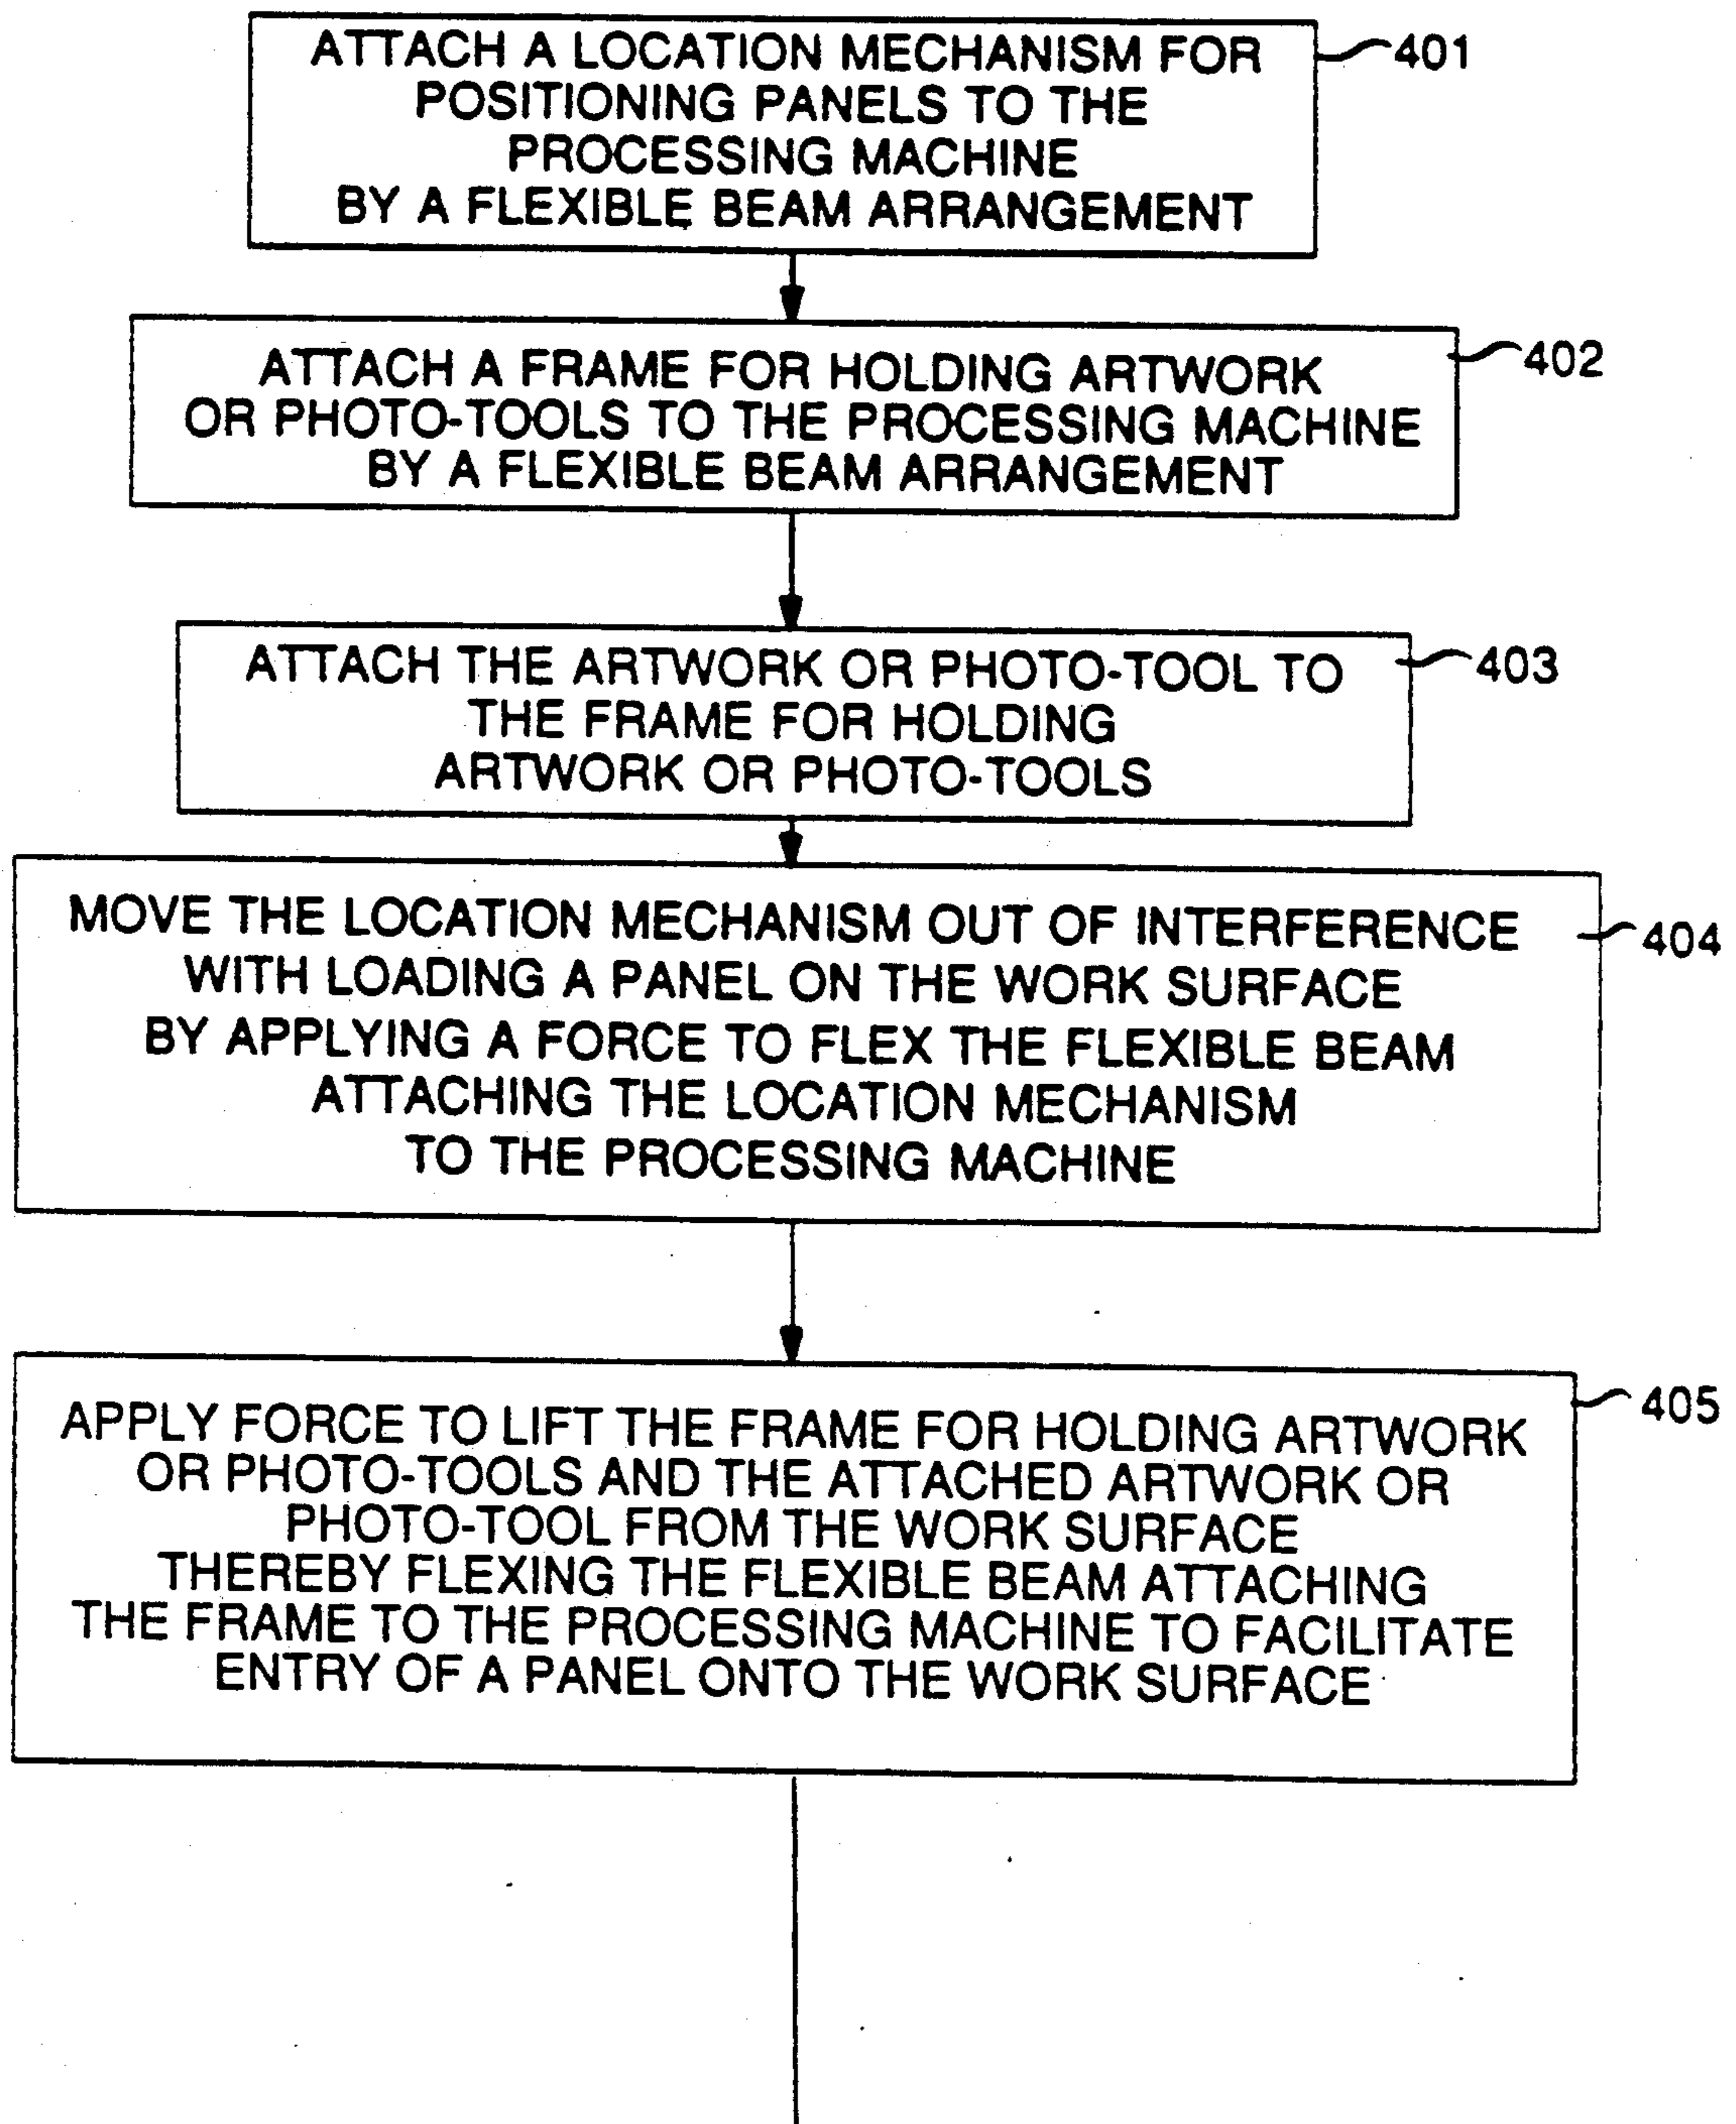 ATTACH A LOCATION MECHANISM FOR
POSITIONING PANELS TO THE
PROCESSING MACHINE
BY A FLEXIBLE BEAM ARRANGEMENT
401
ATTACH A FRAME FOR HOLDING ARTWORK
OR PHOTO-TOOLS TO THE PROCESSING MACHINE
BY A FLEXIBLE BEAM ARRANGEMENT
402
ATTACH THE ARTWORK OR PHOTO-TOOL TO
THE FRAME FOR HOLDING
ARTWORK OR PHOTO-TOOLS
403
MOVE THE LOCATION MECHANISM OUT OF INTERFERENCE
WITH LOADING A PANEL ON THE WORK SURFACE
BY APPLYING A FORCE TO FLEX THE FLEXIBLE BEAM
ATTACHING THE LOCATION MECHANISM
TO THE PROCESSING MACHINE
404
APPLY FORCE TO LIFT THE FRAME FOR HOLDING ARTWORK
OR PHOTO-TOOLS AND THE ATTACHED ARTWORK OR
PHOTO-TOOL FROM THE WORK SURFACE
THEREBY FLEXING THE FLEXIBLE BEAM ATTACHING
THE FRAME TO THE PROCESSING MACHINE TO FACILITATE
ENTRY OF A PANEL ONTO THE WORK SURFACE
405